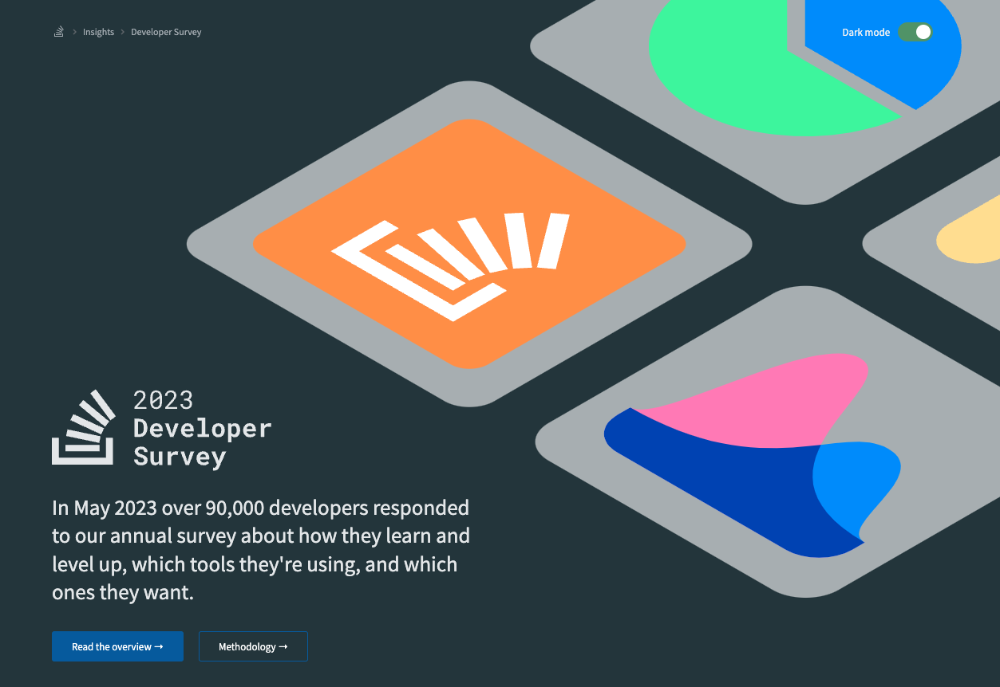 Insights
Developer Survey
Dark mode
2023
Developer
Survey
In May 2023 over 90,000 developers responded
to our annual survey about how they learn and
level up, which tools they're using, and which
ones they want.
Read the overview →
Methodology →